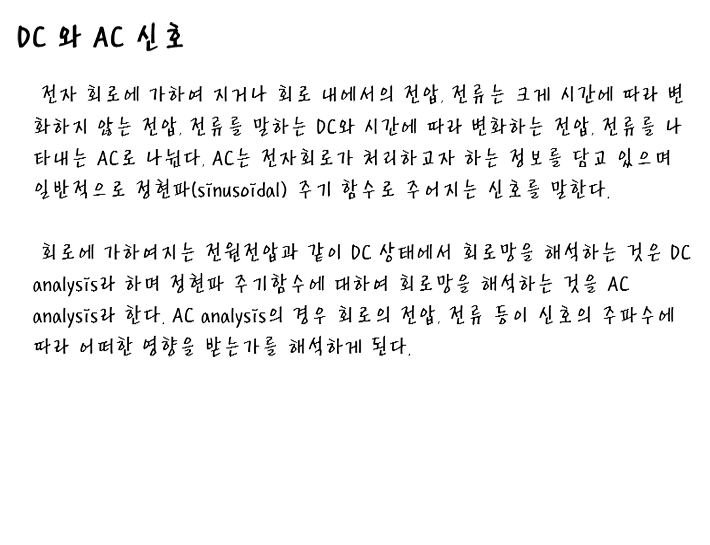 DC 와 AC 신호
전자 회로에 가하여 지거나 회로 내에서의 전압, 전류는 크게 시간에 따라 변
화하지 않는 전압, 전류를 말하는 DC와 시간에 따라 변화하는 전압, 전류를 나
타내는 AC로 나뉜다. AC는 전자회로가 처리하고자 하는 정보를 담고 있으며
일반적으로 정현파(sinusoidal) 주기 함수로 주어지는 신호를 말한다.
회로에 가하여지는 전원전압과 같이 DC 상태에서 회로망을 해석하는 것은 DC
analysis라 하며 정현파 주기함수에 대하여 회로망을 해석하는 것을 AC
analysis라 한다. AC analysis의 경우 회로의 전압, 전류 등이 신호의 주파수에
따라 어떠한 영향을 받는가를 해석하게 된다.